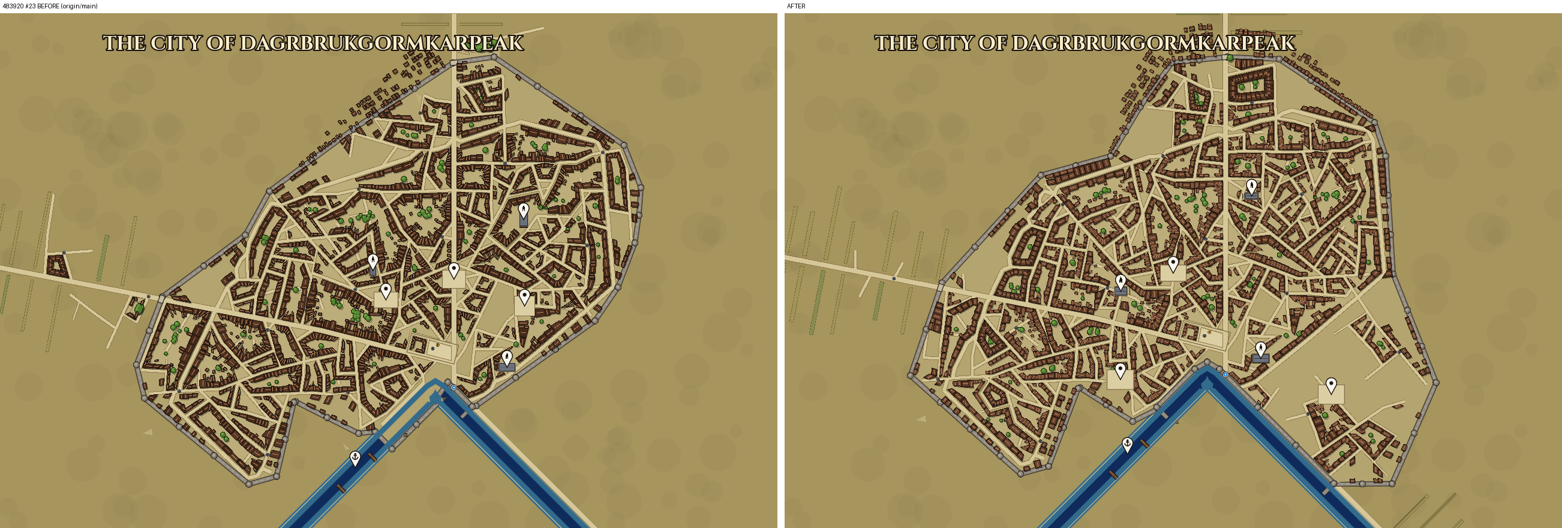 483920 #23 BEFORE (origin/main)
AFTER
THE CITY OF DAGRBRUKGORMKARPEAK
THE CITY OF DAGRBRUKGORMKARPEAK